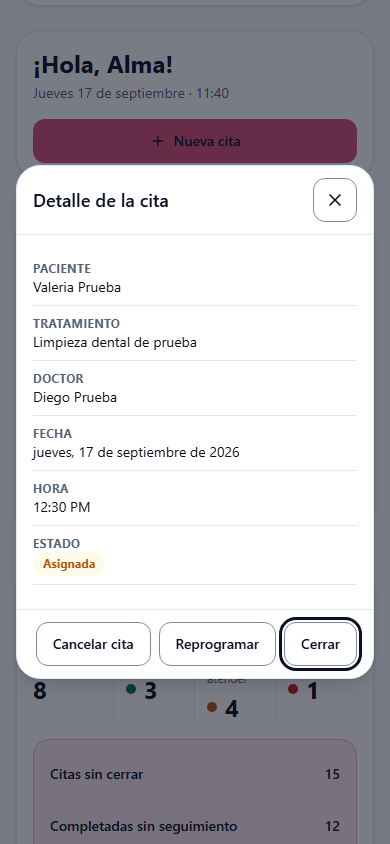 ¡Hola, Alma!
Jueves 17 de septiembre · 11:40
+ Nueva cita
Detalle de la cita
PACIENTE
Valeria Prueba
TRATAMIENTO
Limpieza dental de prueba
DOCTOR
Diego Prueba
FECHA
jueves, 17 de septiembre de 2026
HORA
12:30 PM
ESTADO
Asignada
Cancelar cita Reprogramar Cerrar
atender
8 3 4 1
Citas sin cerrar 15
Completadas sin seguimiento 12